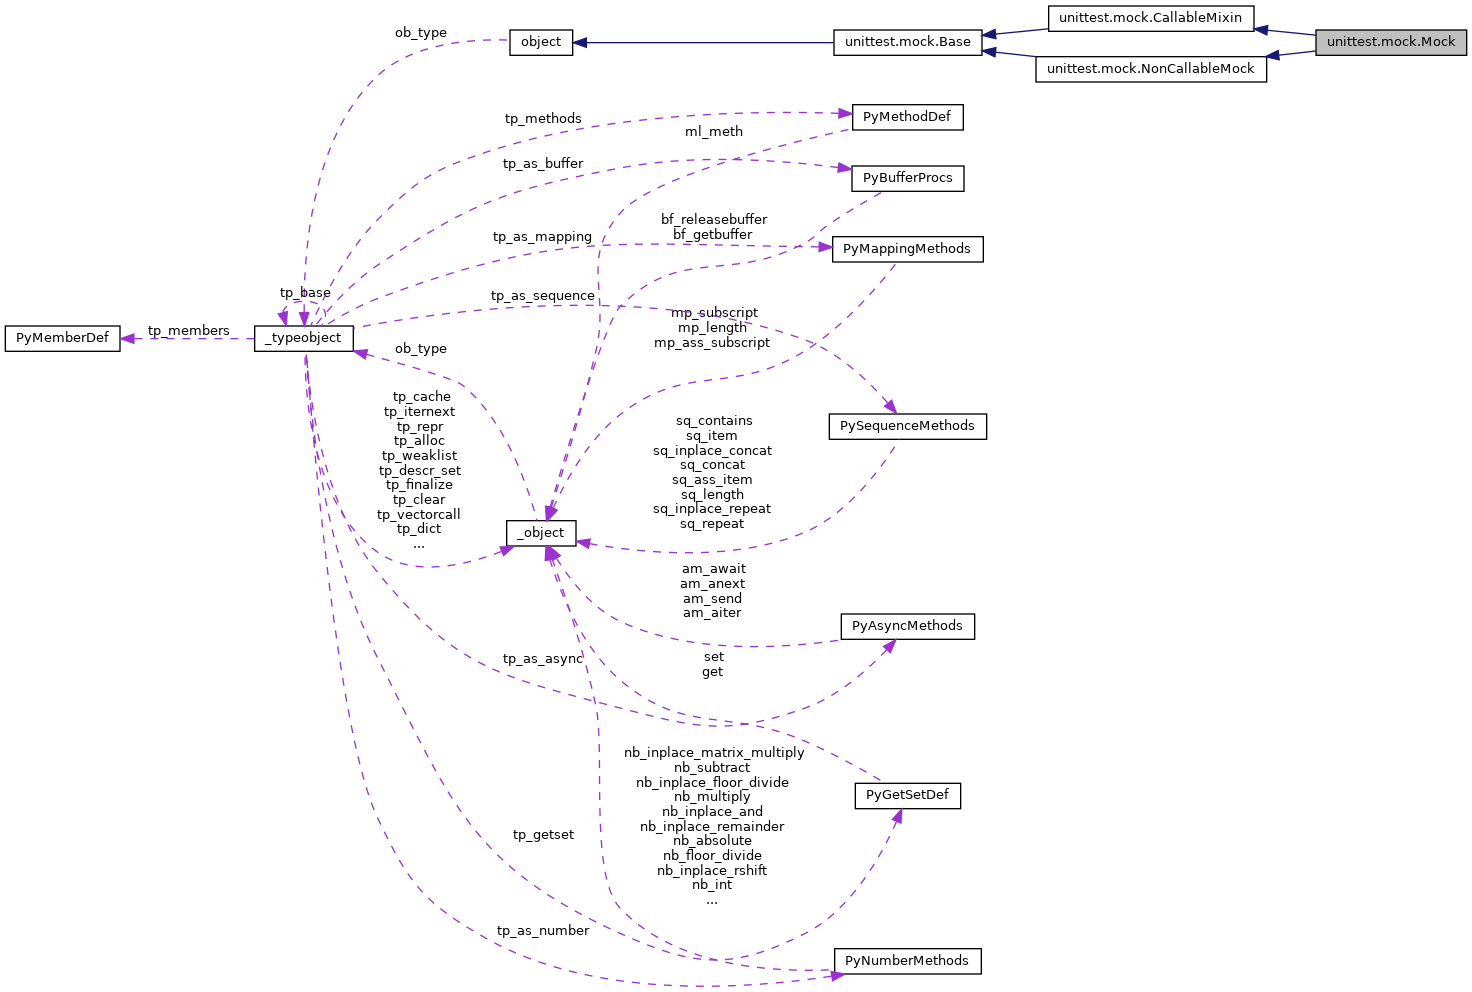 unittest.mock.CallableMixin
ob_type
object
unittest.mock.Base
unittest.mock.Mock
unittest.mock.NonCallableMock
tp_methods
PyMethodDef
ml_meth
tp_as_buffer
PyBufferProcs
bf_releasebuffer
bf_getbuffer
tp_as_mapping
PyMappingMethods
tp_base
tp_as_sequence
mp_subscript
mp_length
mp_ass_subscript
PyMemberDef
tp_members
_typeobject
ob_type
tp_cache
tp_iternext
tp_repr
tp_alloc
tp_weaklist
tp_descr_set
tp_finalize
tp_clear
tp_vectorcall
tp_dict
...
sq_contains
sq_item
sq_inplace_concat
sq_concat
sq_ass_item
sq_length
sq_inplace_repeat
sq_repeat
PySequenceMethods
_object
am_await
am_anext
am_send
am_aiter
PyAsyncMethods
tp_as_async
set
get
nb_inplace_matrix_multiply
nb_subtract
nb_inplace_floor_divide
nb_multiply
nb_inplace_and
nb_inplace_remainder
nb_absolute
nb_floor_divide
nb_inplace_rshift
nb_int
...
PyGetSetDef
tp_getset
tp_as_number
PyNumberMethods